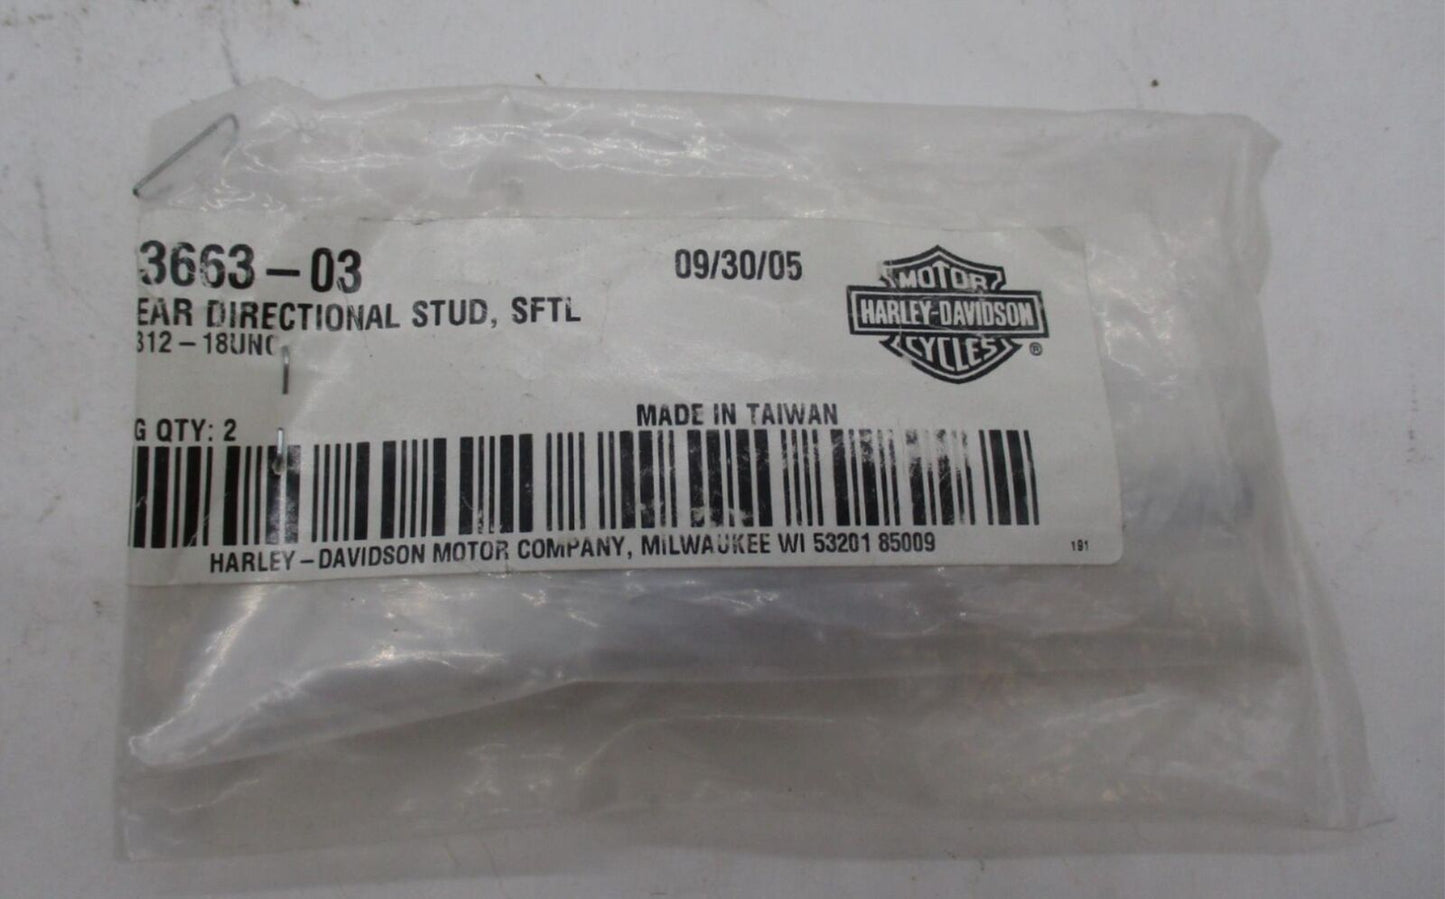 3663-03
09/30/05
EAR DIRECTIONAL STUD, SFTL
312-18UNC
MOTOR
HARLEY-DAVIDSON
CYCLES
®
MADE IN TAIWAN
G QTY: 2
HARLEY-DAVIDSON MOTOR COMPANY, MILWAUKEE WI 53201 85009
191